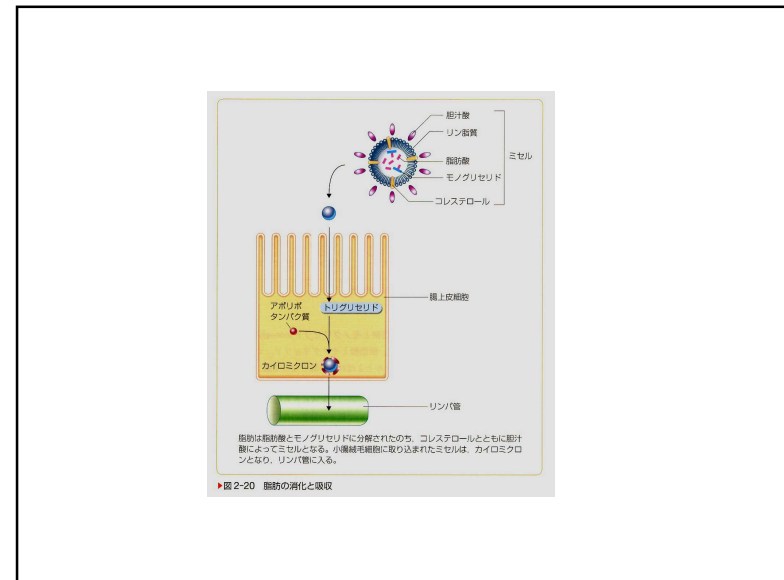 胆汁酸
リン脂質
脂肪酸
ミセル
モノグリセリド
コレステロール
腸上皮細胞
アポリポ
タンパク質
トリグリセリド
カイロミクロン
リンパ管
脂肪は脂肪酸とモノグリセリドに分解されたのち，コレステロールとともに胆汁
酸によってミセルとなる。小腸絨毛細胞に取り込まれたミセルは，カイロミクロ
ンとなり，リンパ管に入る。
▶図2-20 脂肪の消化と吸収